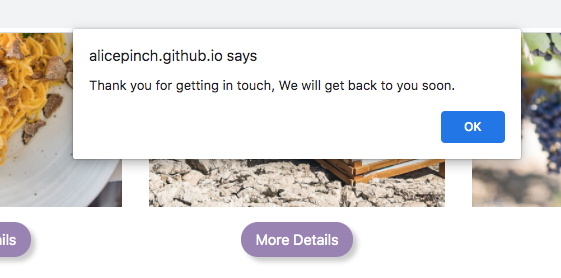 alicepinch.github.io says
Thank you for getting in touch, We will get back to you soon.
OK
ails
More Details